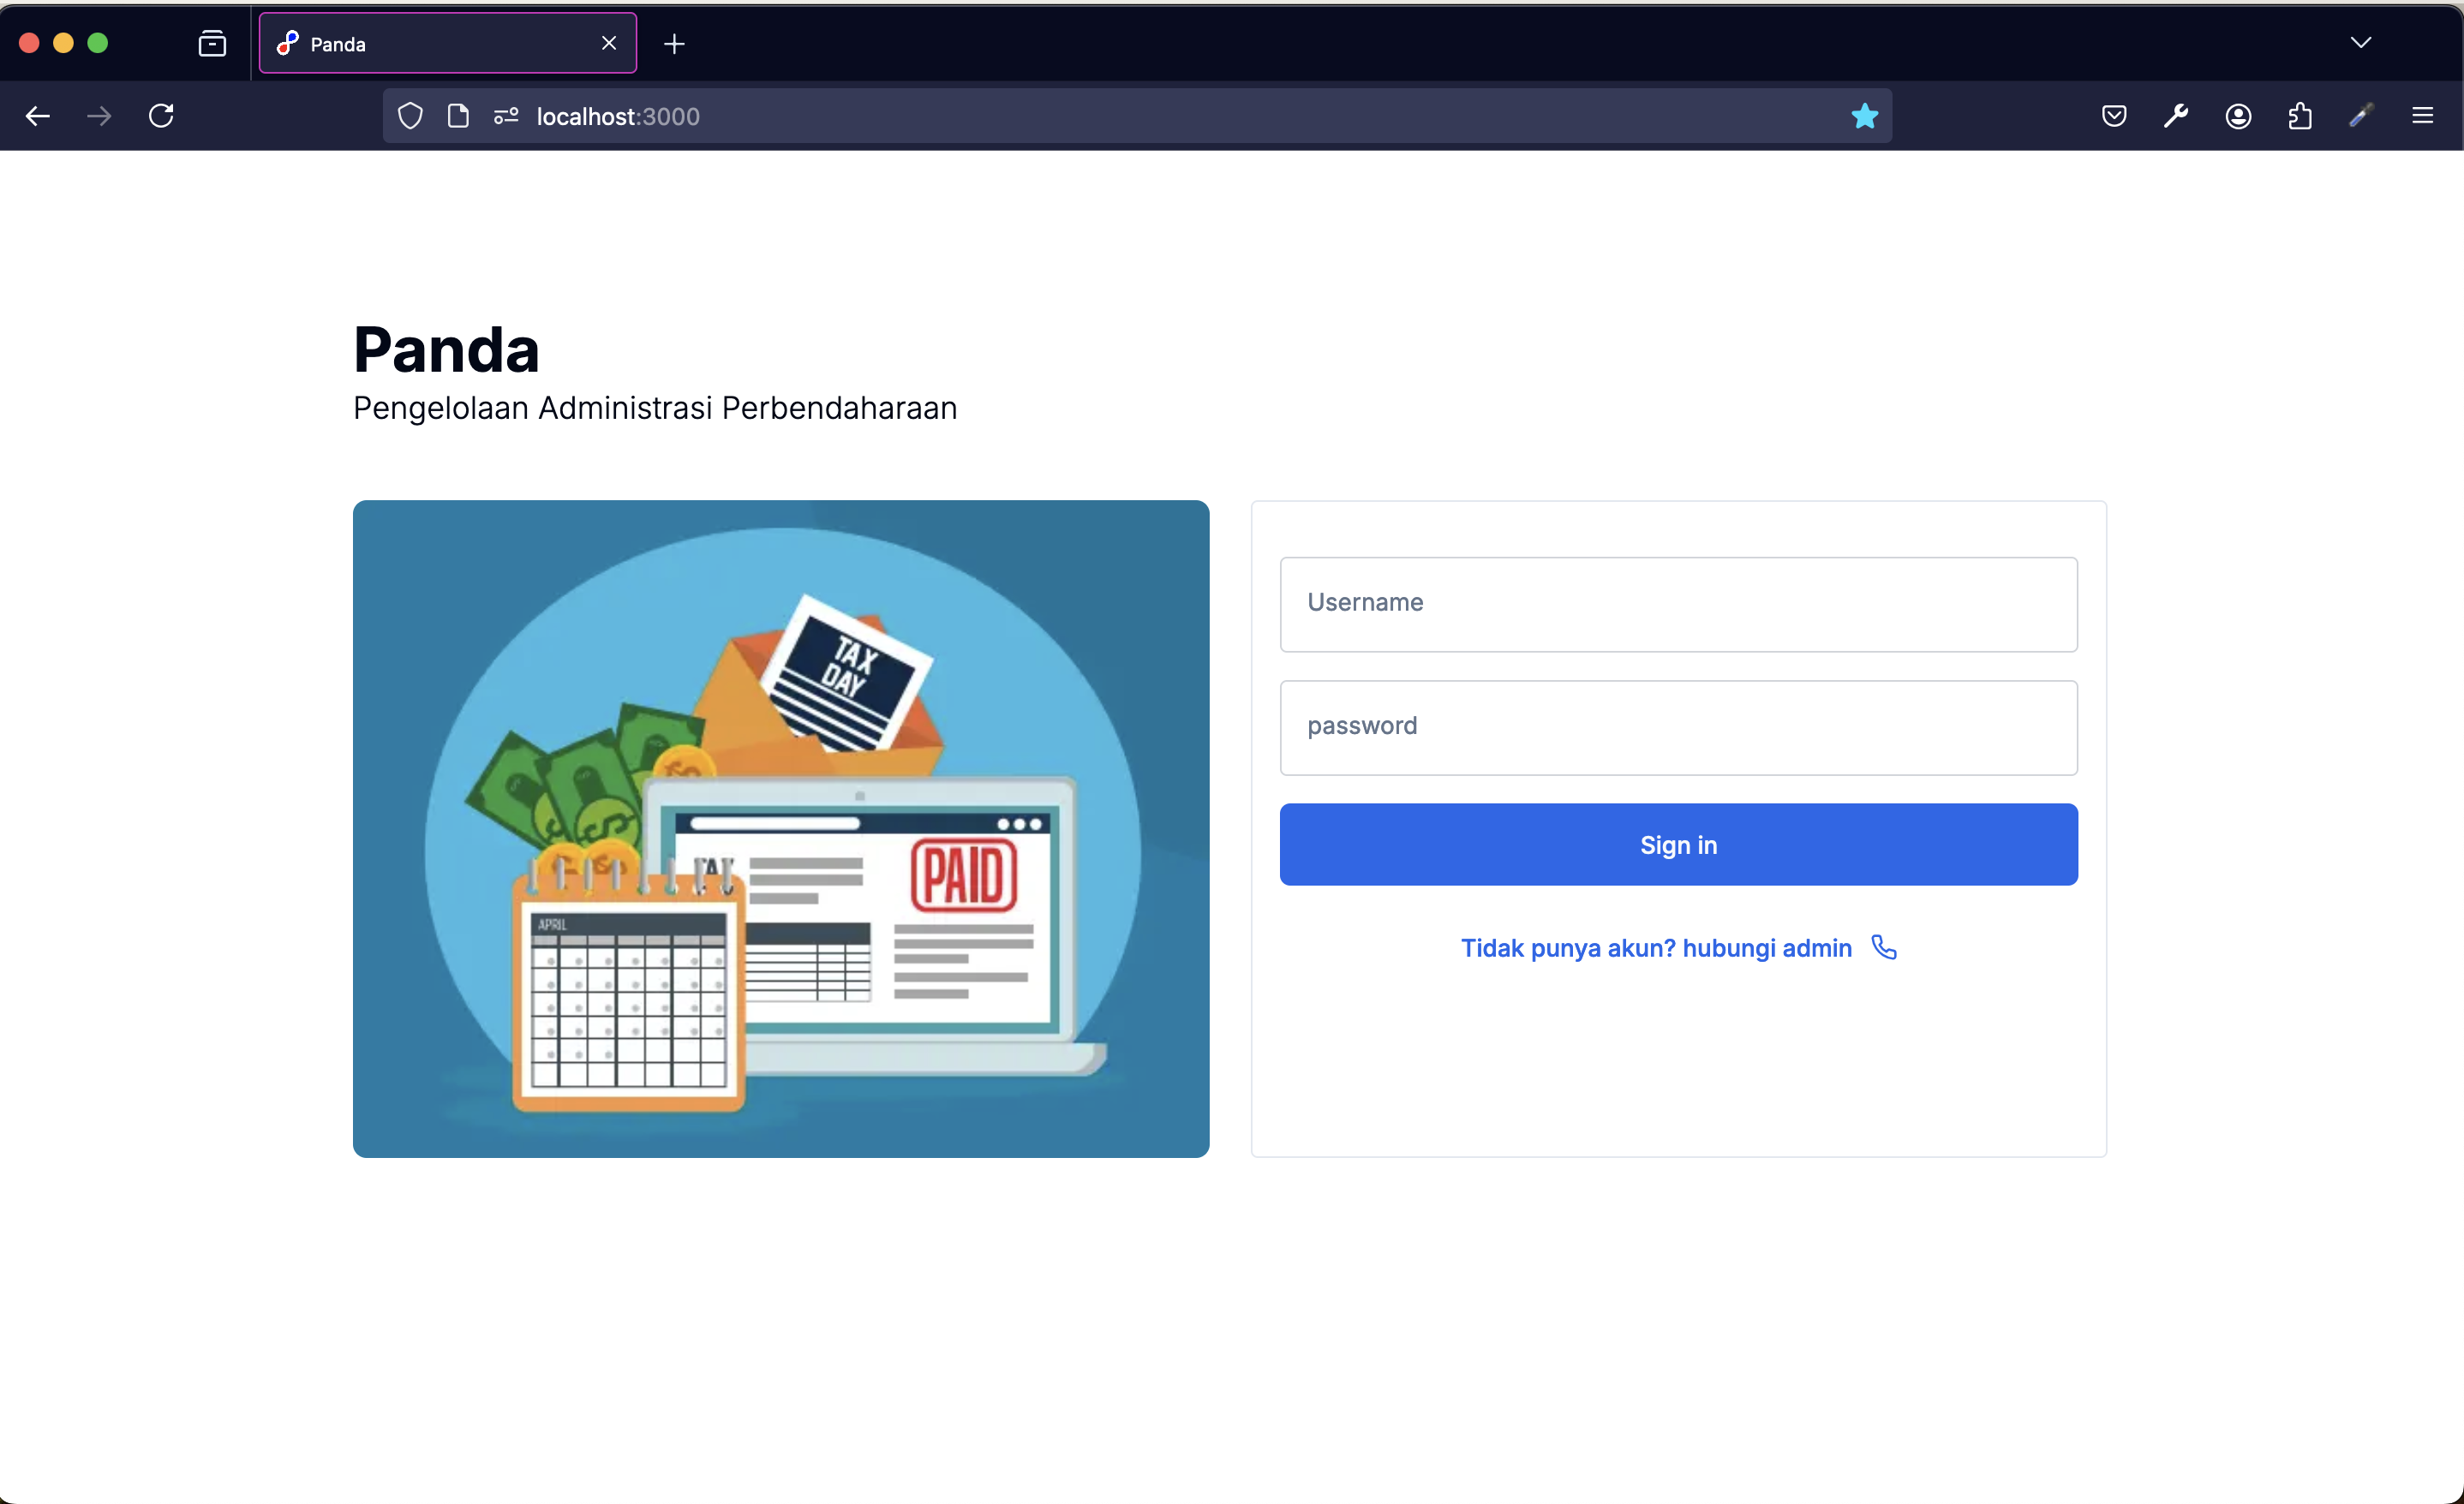 Panda
localhost:3000
Panda
Pengelolaan Administrasi Perbendaharaan
TAX
DAY
TAX
PAID
APRIL
Username
password
Sign in
Tidak punya akun? hubungi admin